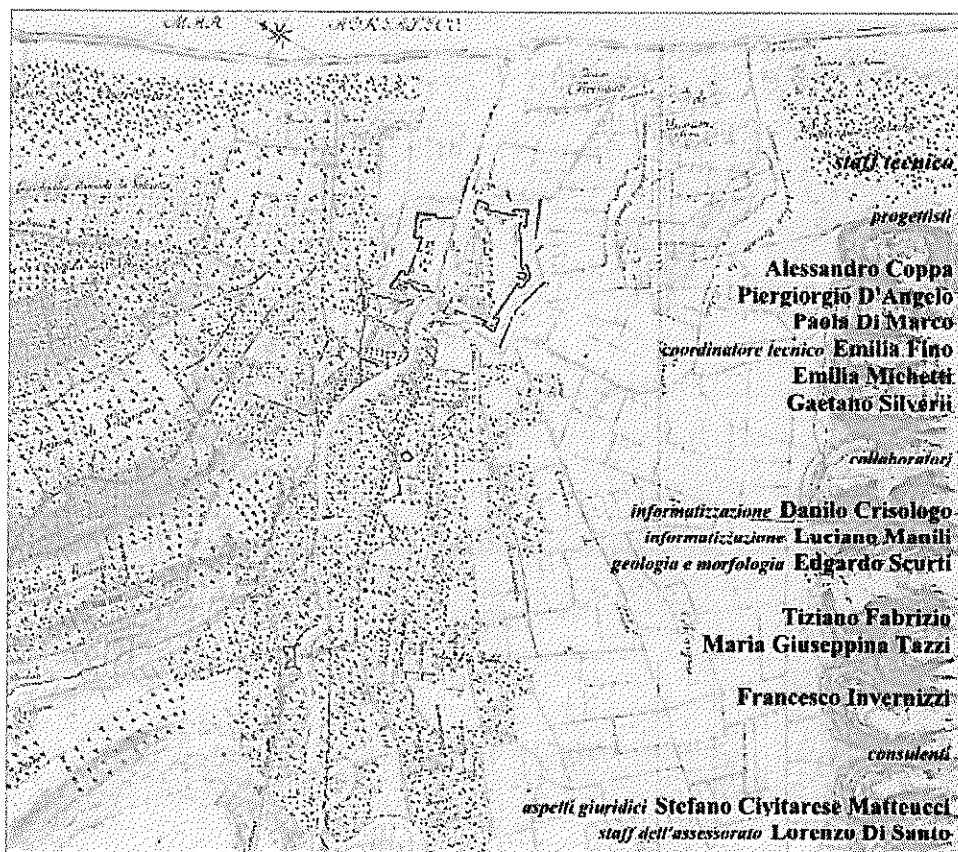 MAR
staff tecnico
progettisti
Alessandro Coppa
Piergiorgio D'Angelo
Paola Di Marco
coordinatore tecnico Emilia Fino
Emilia Michetti
Gaetano Silverii
collaboratori
informatizzazione Danilo Crisologo
informatizzazione Luciano Manili
geologia e morfologia Edgardo Scurti
Tiziano Fabrizio
Maria Giuseppina Tazzi
Francesco Invernizzi
consulenti
aspetti giuridici Stefano Civitarese Matteucci
staff dell'assessorato Lorenzo Di Santo